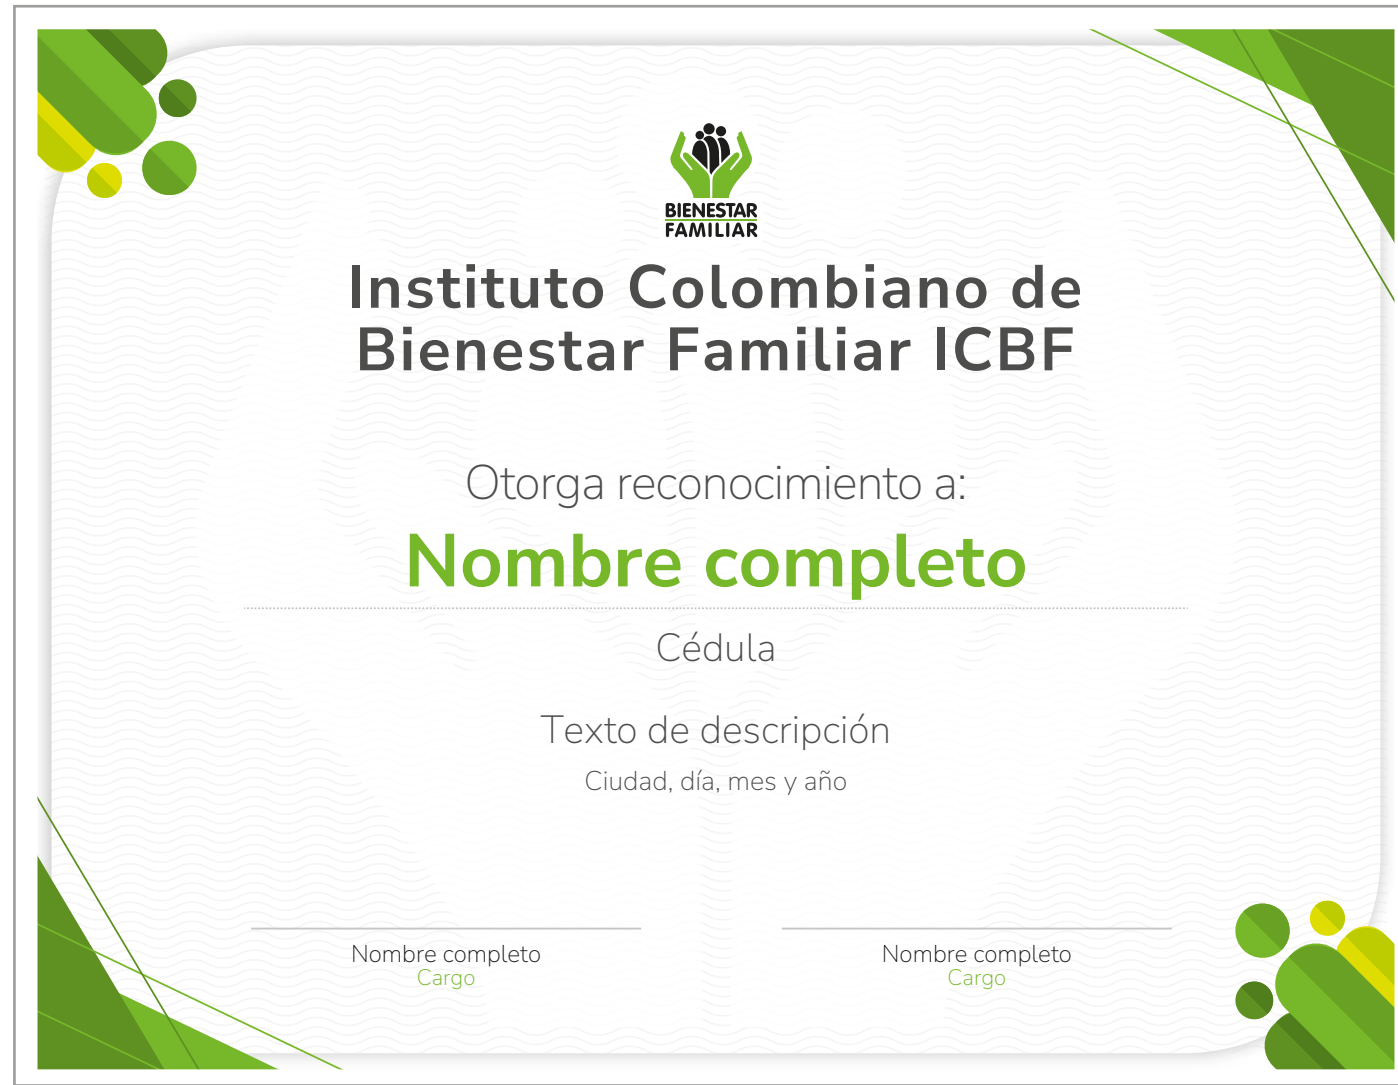 BIENESTAR
FAMILIAR
Instituto Colombiano de
Bienestar Familiar ICBF
Otorga reconocimiento a:
Nombre completo
Cédula
Texto de descripción
Ciudad, día, mes y año
Nombre completo
Cargo
Nombre completo
Cargo